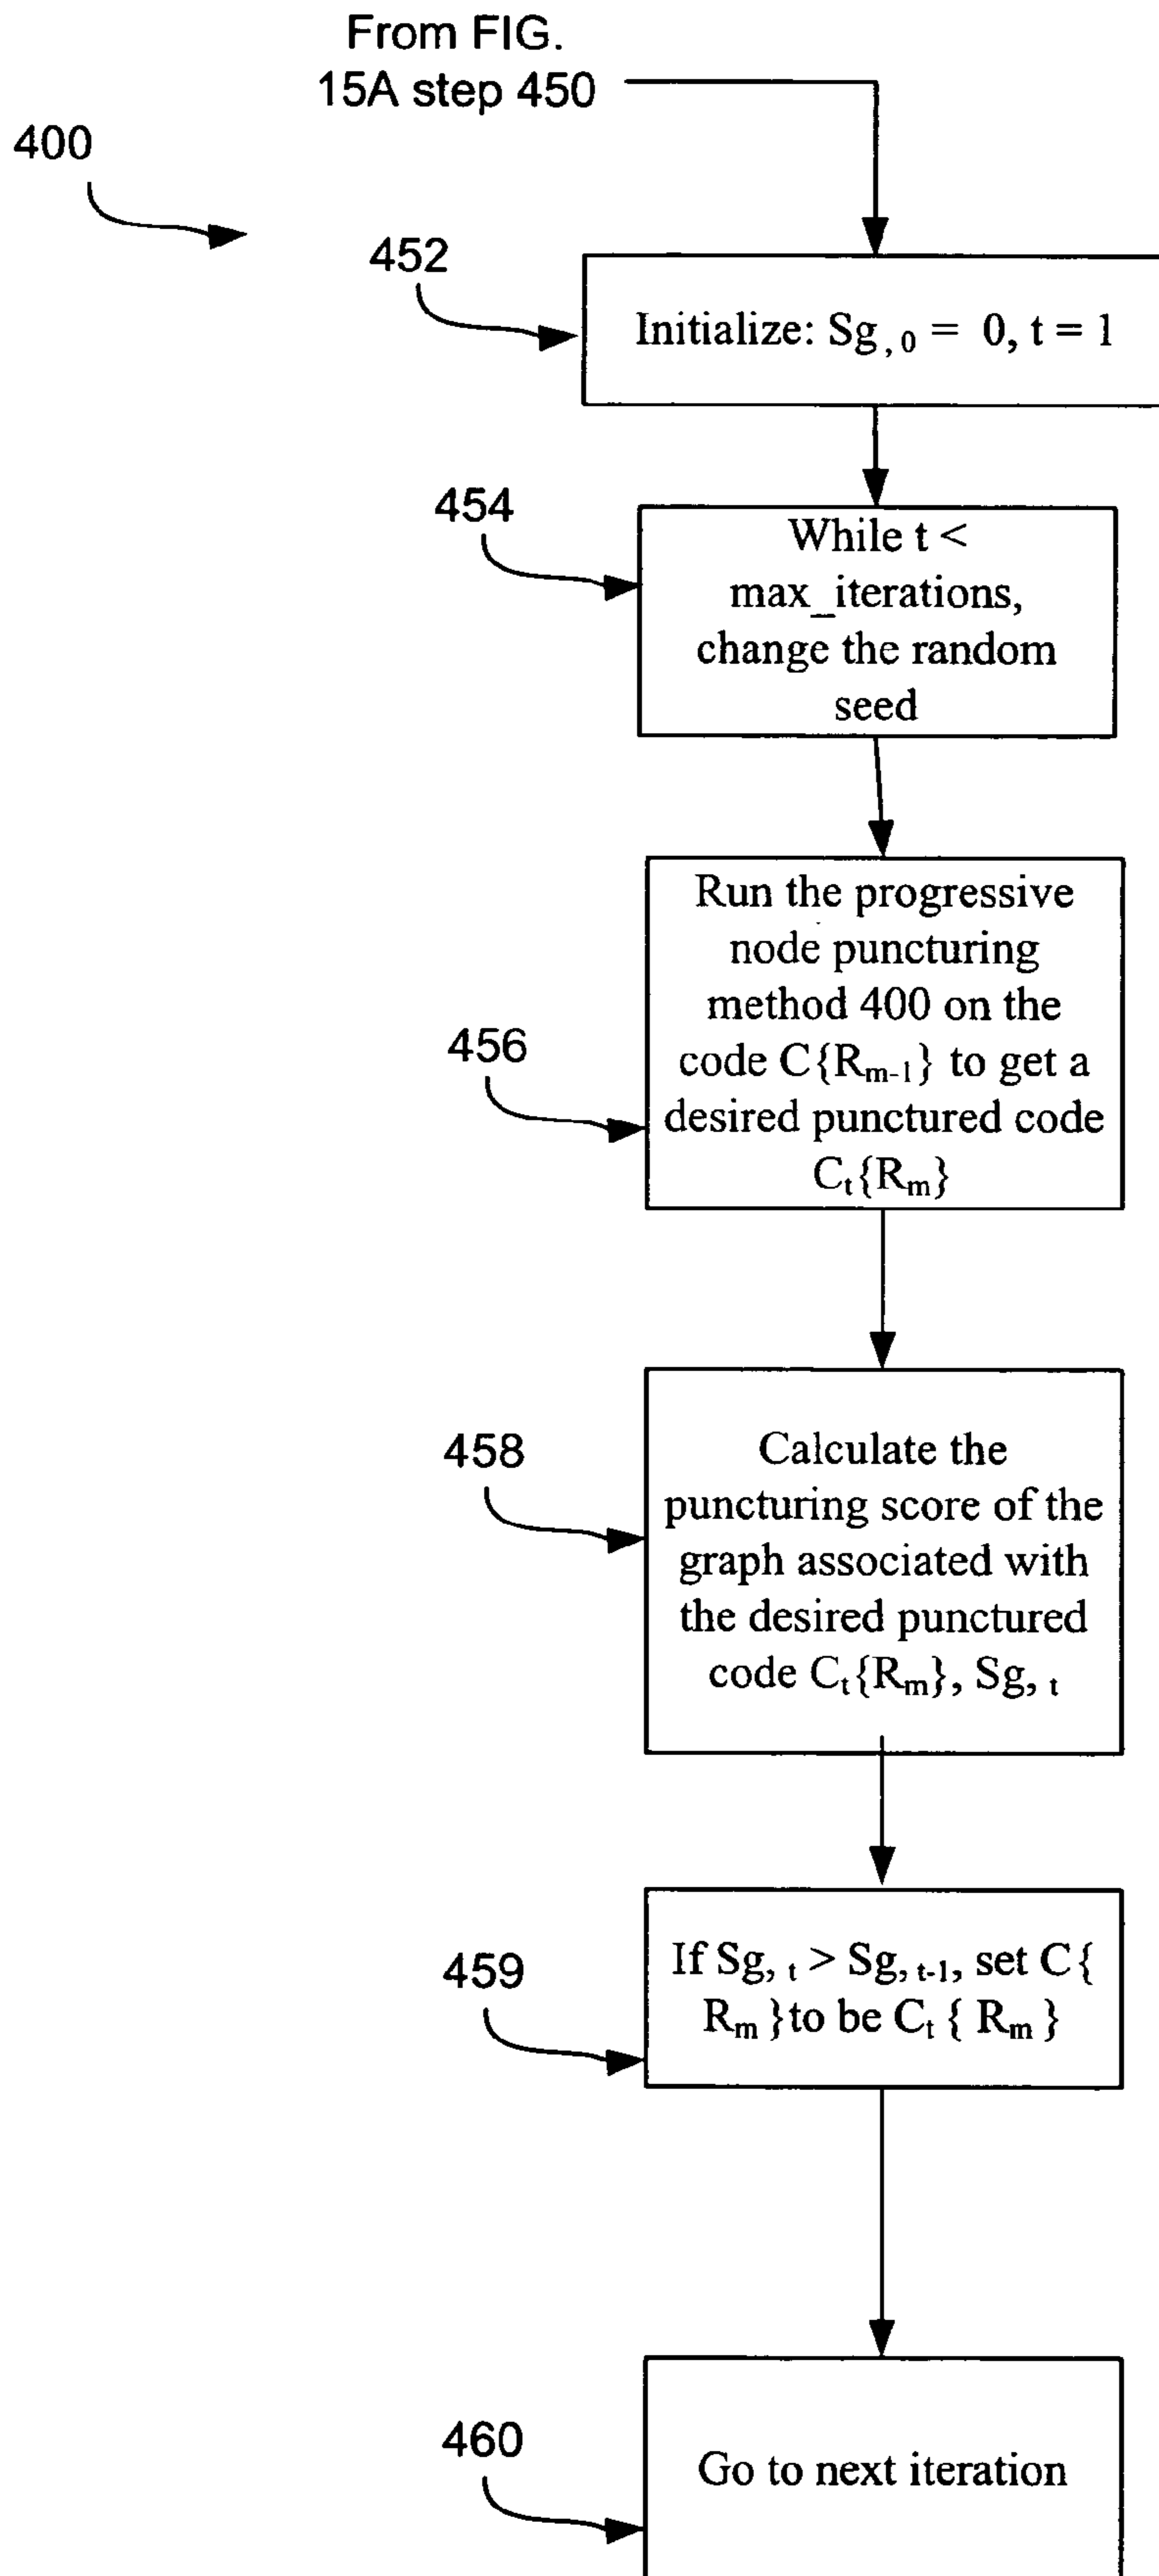 From FIG.
15A step 450
400
452
Initialize: Sg,0 = 0, t = 1
454
While t <
max_iterations,
change the random
seed
456
Run the progressive
node puncturing
method 400 on the
code C{Rm-1} to get a
desired punctured code
Ct{Rm}
458
Calculate the
puncturing score of the
graph associated with
the desired punctured
code Ct{Rm}, Sg, t
459
If Sg, t > Sg, t-1, set C{
Rm }to be Ct { Rm }
460
Go to next iteration